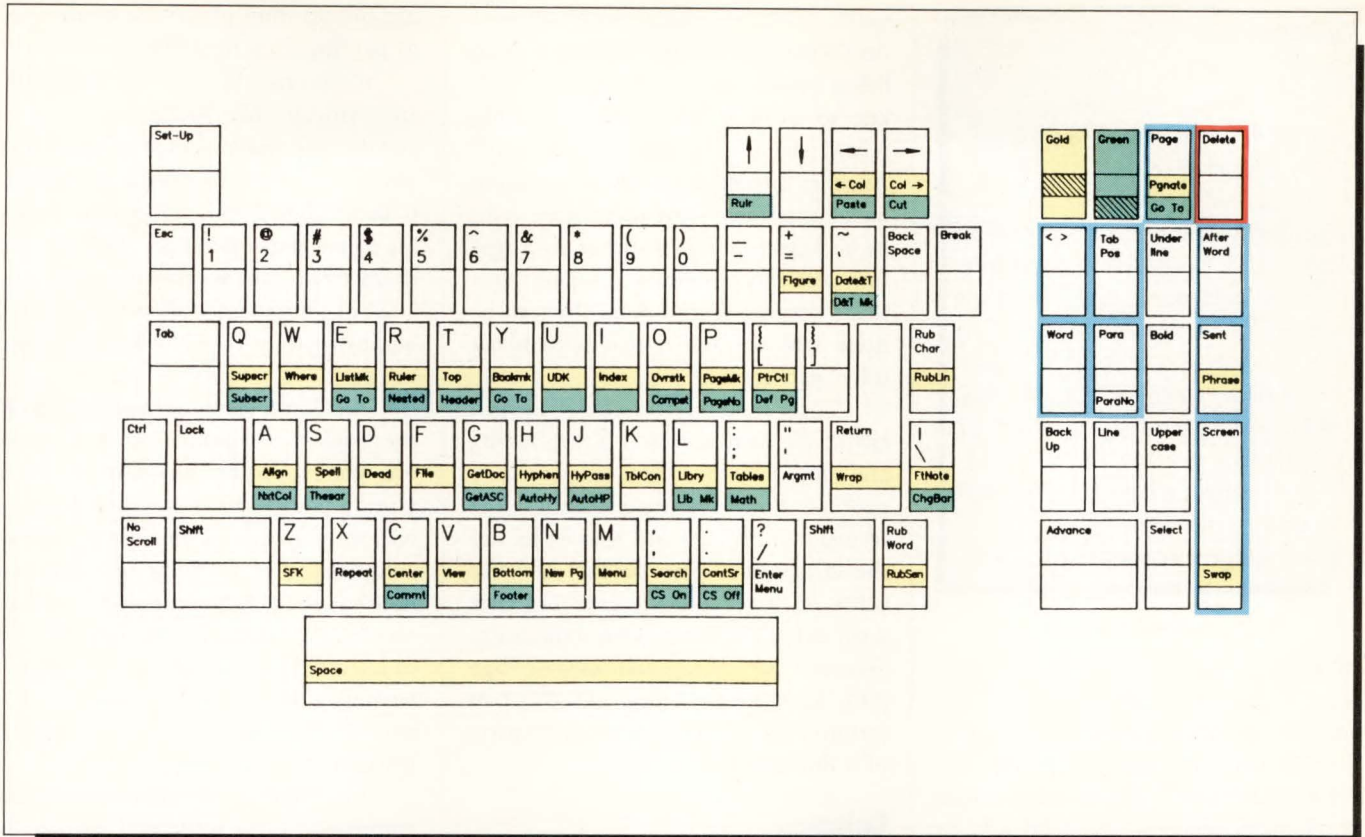 Set-Up
Gold Green Page Delete
← Col Col →
Pgnate
Rulr Paste Cut
Go To
Esc ! @ # $ % ^ & * ( ) _ + ~ Back Space Break
1 2 3 4 5 6 7 8 9 0 - = `
Figure Date&T
D&T Mk
< > Tab Pos Under line After Word
Tab Q W E R T Y U I O P { } Rub Char
[ ]
Supscr Where ListMk Ruler Top Bookmk UDK Index Ovrstk PageMk PtrCtl RubLin
Subscr Go To Nested Header Go To Compst PageNo Def Pg
Word Para Bold Sent
Phrase
ParaNo
Ctrl Lock A S D F G H J K L : " Return |
; ' \
Align Spell Dead File GetDoc Hyphen HyPass TblCon Libry Tables Argmt Wrap FtNote
NxtCol Thesar GetASC AutoHy AutoHP Lib Mk Math ChgBar
Back Up Line Upper case Screen
No Scroll Shift Z X C V B N M , . ? Shift Rub Word
, . /
SFK Repeat Center View Bottom New Pg Menu Search ContSr Enter Menu RubSen
Commt Footer CS On CS Off
Advance Select
Swap
Space